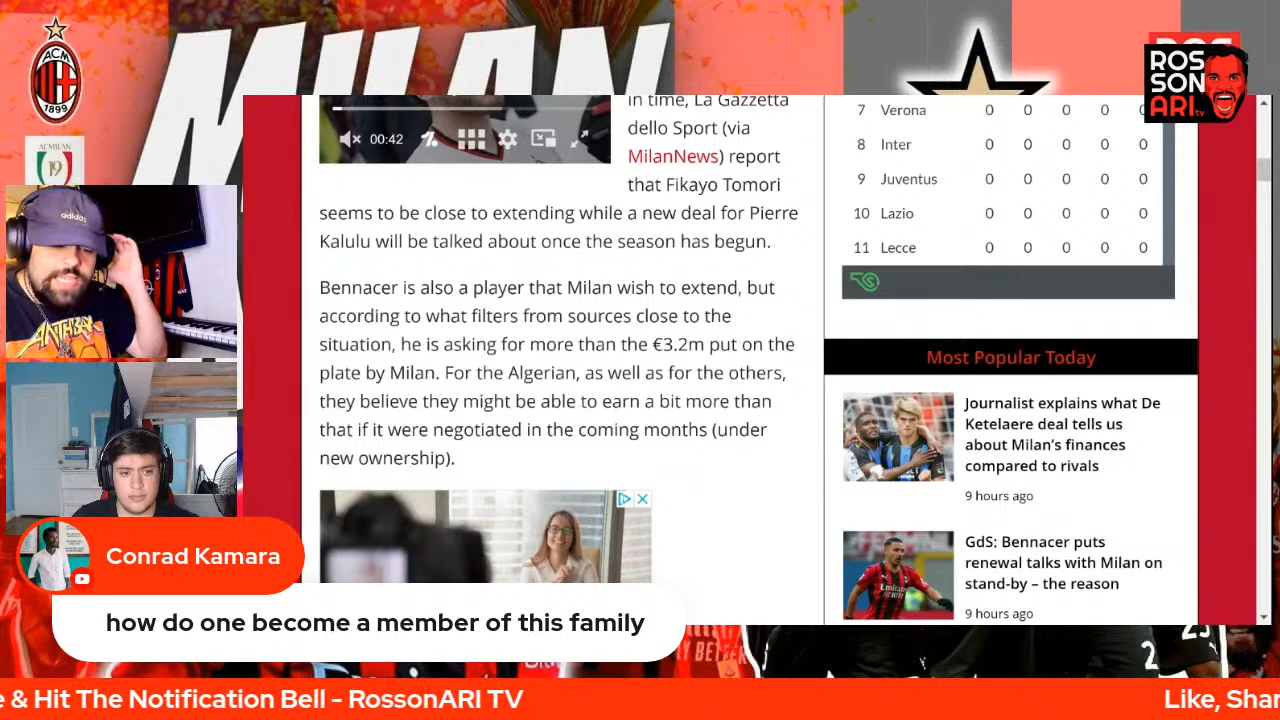 MILAN
ACM
1899
ACMILAN
19
ROS
SON
ARI tv
00:42
in time, La Gazzetta
dello Sport (via
MilanNews) report
that Fikayo Tomori
seems to be close to extending while a new deal for Pierre
Kalulu will be talked about once the season has begun.
Bennacer is also a player that Milan wish to extend, but
according to what filters from sources close to the
situation, he is asking for more than the €3.2m put on the
plate by Milan. For the Algerian, as well as for the others,
they believe they might be able to earn a bit more than
that if it were negotiated in the coming months (under
new ownership).
7 Verona 0 0 0 0 0
8 Inter 0 0 0 0 0
9 Juventus 0 0 0 0 0
10 Lazio 0 0 0 0 0
11 Lecce 0 0 0 0 0
Most Popular Today
Journalist explains what De
Ketelaere deal tells us
about Milan's finances
compared to rivals
9 hours ago
GdS: Bennacer puts
renewal talks with Milan on
stand-by – the reason
9 hours ago
adidas
ANTHRAX
Conrad Kamara
how do one become a member of this family
e & Hit The Notification Bell - RossonARI TV
Like, Shar